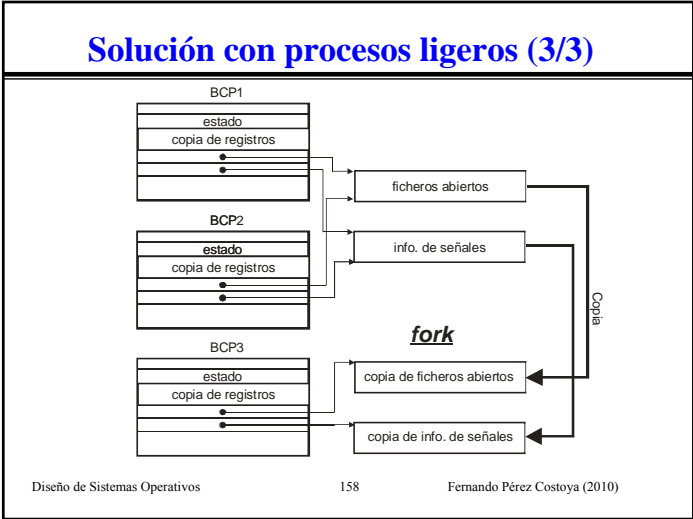 Solución con procesos ligeros (3/3)
BCP1
estado
copia de registros
ficheros abiertos
BCP2
estado
copia de registros
info. de señales
Copia
fork
BCP3
estado
copia de registros
copia de ficheros abiertos
copia de info. de señales
Diseño de Sistemas Operativos 158 Fernando Pérez Costoya (2010)